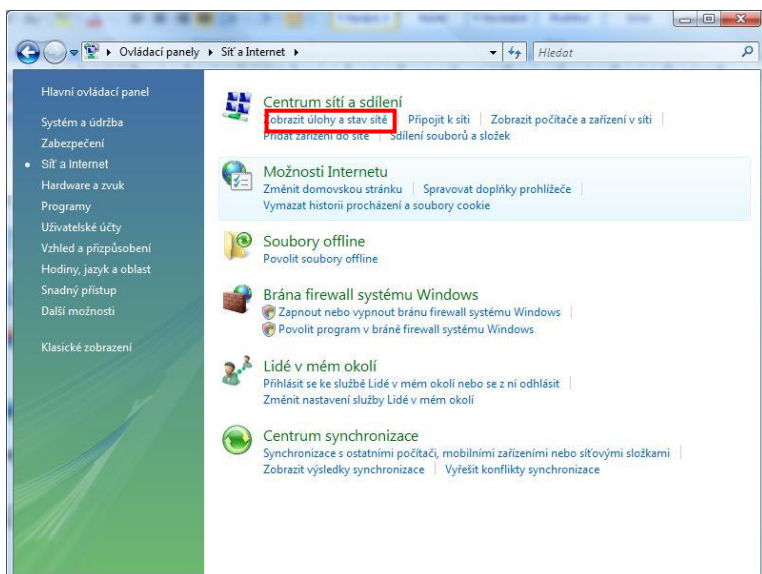 Ovládací panely ▸ Síť a Internet ▸
Hledat
Hlavní ovládací panel
Systém a údržba
Zabezpečení
Síť a Internet
Hardware a zvuk
Programy
Uživatelské účty
Vzhled a přizpůsobení
Hodiny, jazyk a oblast
Snadný přístup
Další možnosti
Klasické zobrazení
Centrum sítí a sdílení
Zobrazit úlohy a stav sítě Připojit k síti Zobrazit počítače a zařízení v síti
Přidat zařízení do sítě Sdílení souborů a složek
Možnosti Internetu
Změnit domovskou stránku Spravovat doplňky prohlížeče
Vymazat historii procházení a soubory cookie
Soubory offline
Povolit soubory offline
Brána firewall systému Windows
Zapnout nebo vypnout bránu firewall systému Windows
Povolit program v bráně firewall systému Windows
Lidé v mém okolí
Přihlásit se ke službě Lidé v mém okolí nebo se z ní odhlásit
Změnit nastavení služby Lidé v mém okolí
Centrum synchronizace
Synchronizace s ostatními počítači, mobilními zařízeními nebo síťovými složkami
Zobrazit výsledky synchronizace Vyřešit konflikty synchronizace